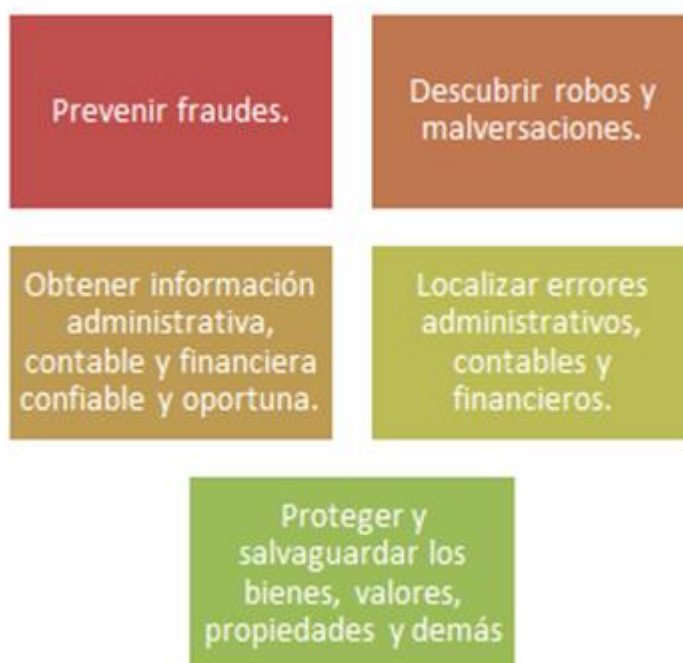 Prevenir fraudes.
Descubrir robos y
malversaciones.
Obtener información
administrativa,
contable y financiera
confiable y oportuna.
Localizar errores
administrativos,
contables y
financieros.
Proteger y
salvaguardar los
bienes, valores,
propiedades y demás